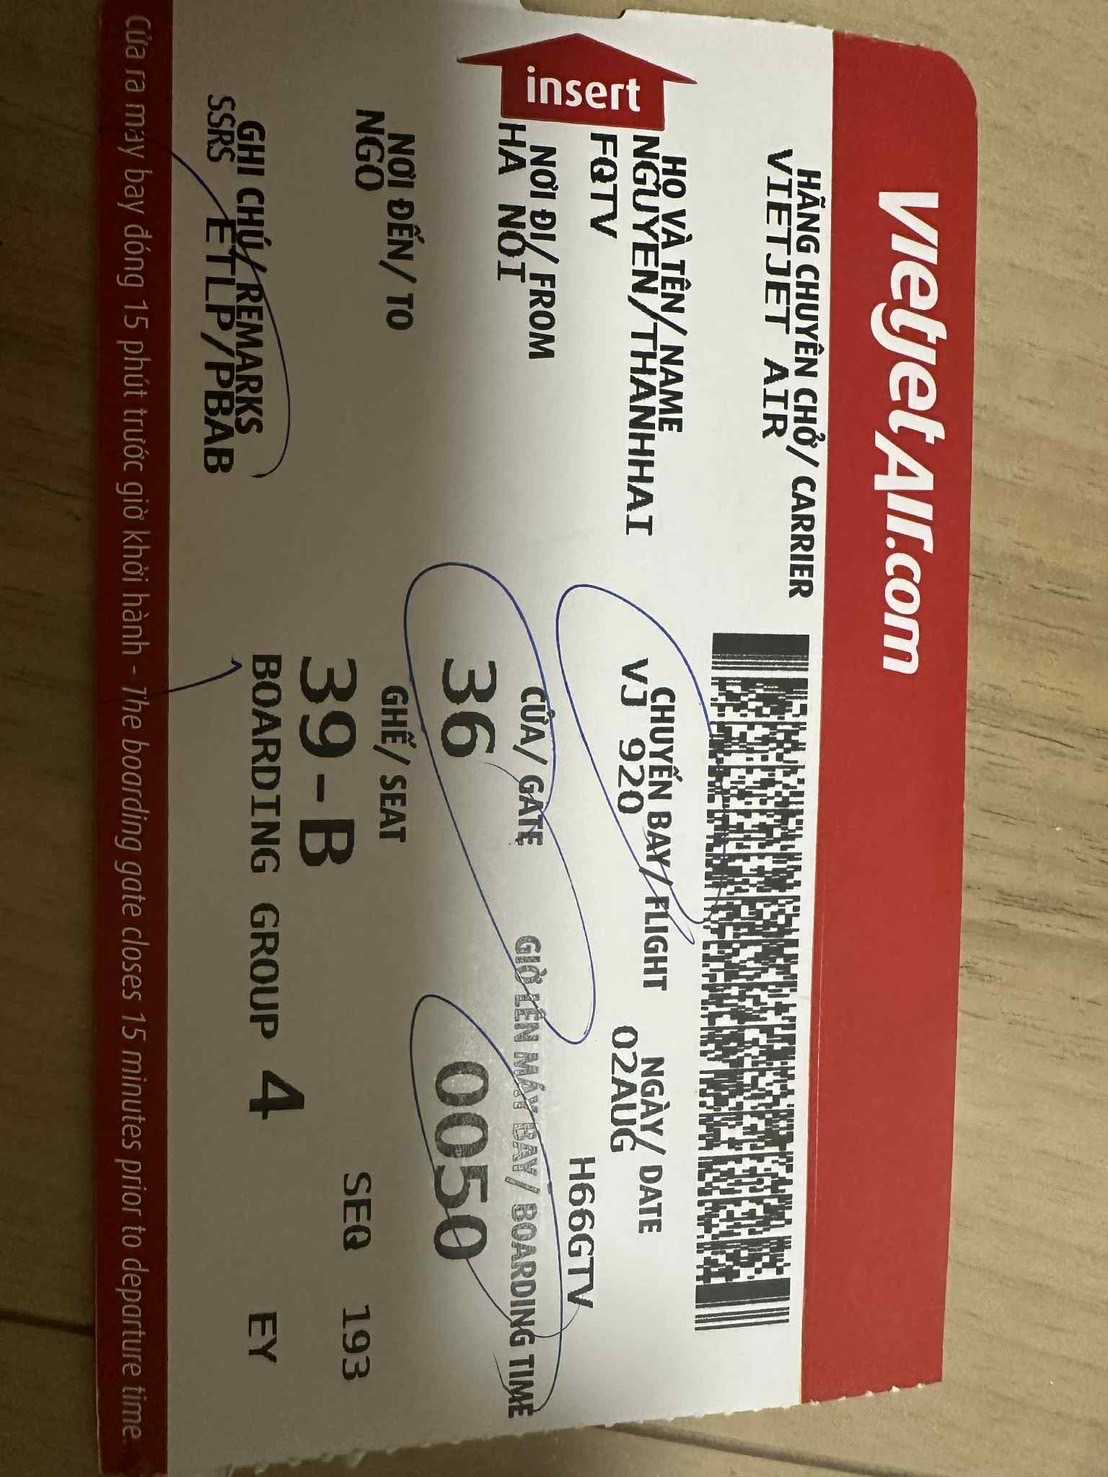 vietjetAir.com
HÃNG CHUYÊN CHỞ/ CARRIER
VIETJET AIR
HỌ VÀ TÊN/ NAME
NGUYEN/THANHHAI
FQTV
CHUYẾN BAY/ FLIGHT
VJ 920
NGÀY/ DATE
02AUG
H66GTV
insert
NƠI ĐI/ FROM
HA NOI
CỬA/ GATE
36
GIỜ LÊN MÁY BAY/ BOARDING TIME
0050
NƠI ĐẾN/ TO
NGO
GHẾ/ SEAT
39-B
SEQ 193
GHI CHÚ/ REMARKS
SSRS ETLP/PBAB
BOARDING GROUP 4
EY
Cửa ra máy bay đóng 15 phút trước giờ khởi hành - The boarding gate closes 15 minutes prior to departure time.